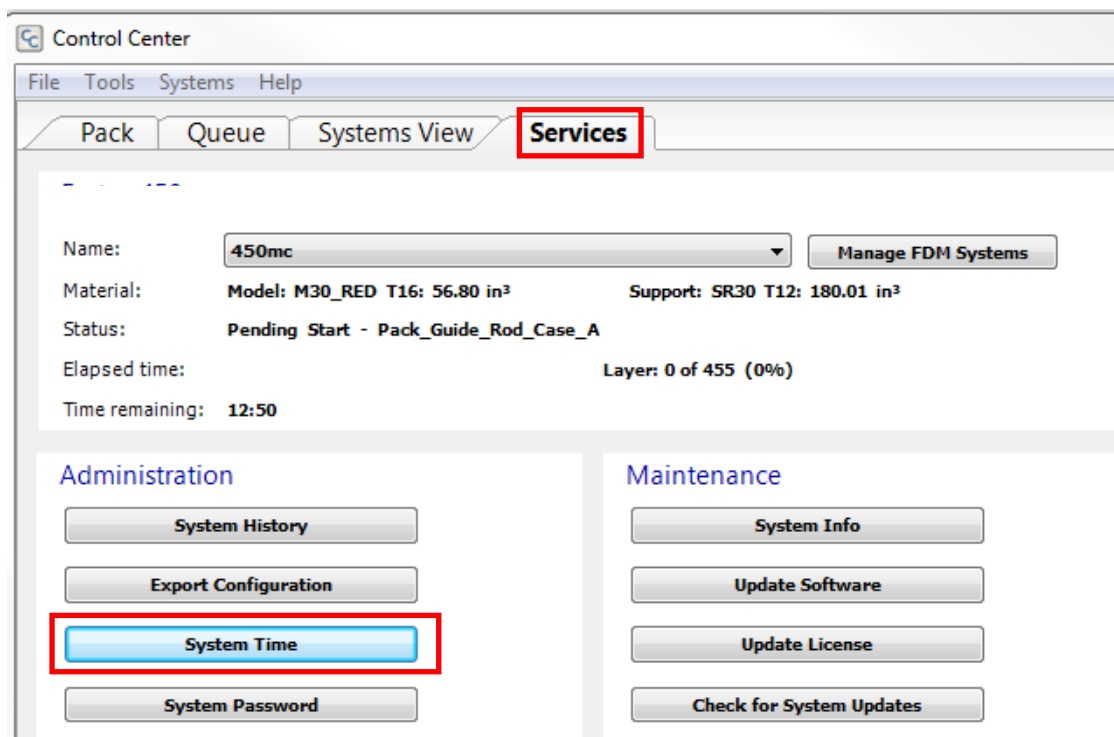 Control Center
File Tools Systems Help
Pack Queue Systems View Services
Name: 450mc Manage FDM Systems
Material: Model: M30_RED T16: 56.80 in³ Support: SR30 T12: 180.01 in³
Status: Pending Start - Pack_Guide_Rod_Case_A
Elapsed time: Layer: 0 of 455 (0%)
Time remaining: 12:50
Administration Maintenance
System History System Info
Export Configuration Update Software
System Time Update License
System Password Check for System Updates